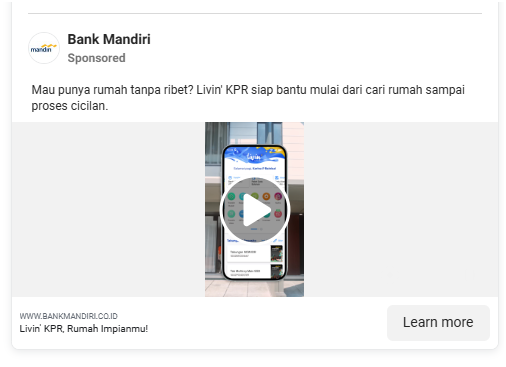 mandiri
Bank Mandiri
Sponsored
Mau punya rumah tanpa ribet? Livin' KPR siap bantu mulai dari cari rumah sampai
proses cicilan.
livin'
WWW.BANKMANDIRI.CO.ID
Livin' KPR, Rumah Impianmu!
Learn more